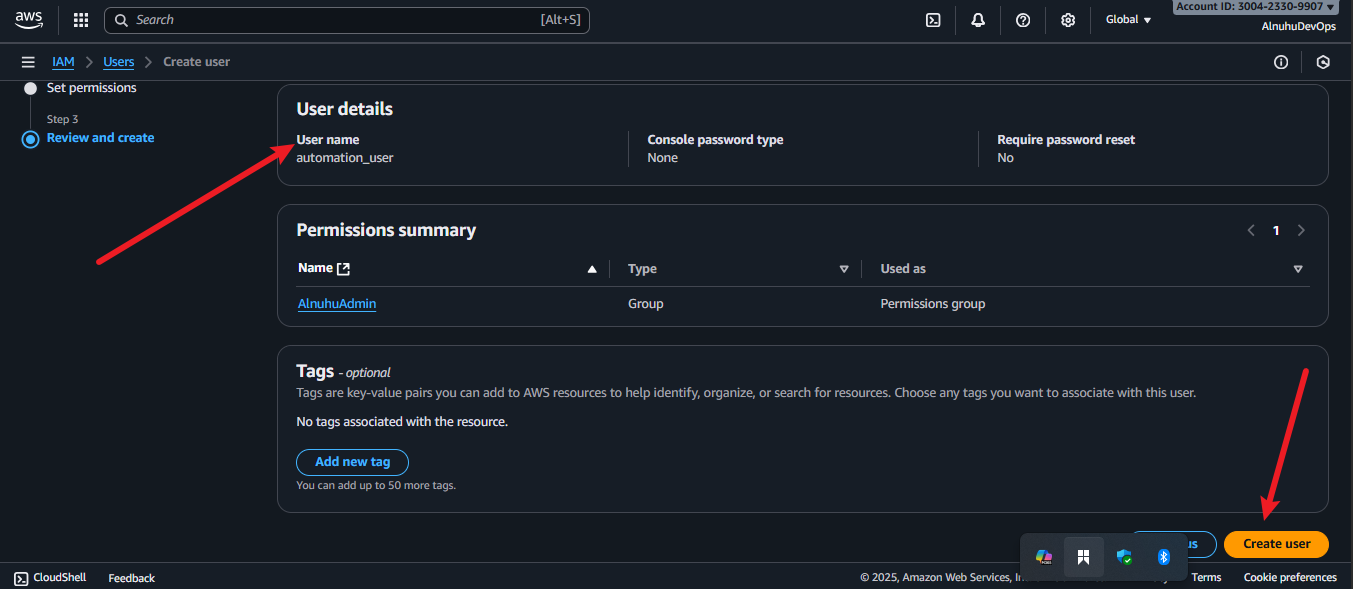 aws
Search [Alt+S]
Global
Account ID: 3004-2330-9907
AlnuhuDevOps
IAM Users Create user
Set permissions
Step 3
Review and create
User details
User name Console password type Require password reset
automation_user None No
Permissions summary 1
Name Type Used as
AlnuhuAdmin Group Permissions group
Tags - optional
Tags are key-value pairs you can add to AWS resources to help identify, organize, or search for resources. Choose any tags you want to associate with this user.
No tags associated with the resource.
Add new tag
You can add up to 50 more tags.
Create user
CloudShell Feedback © 2025, Amazon Web Services, Terms Cookie preferences